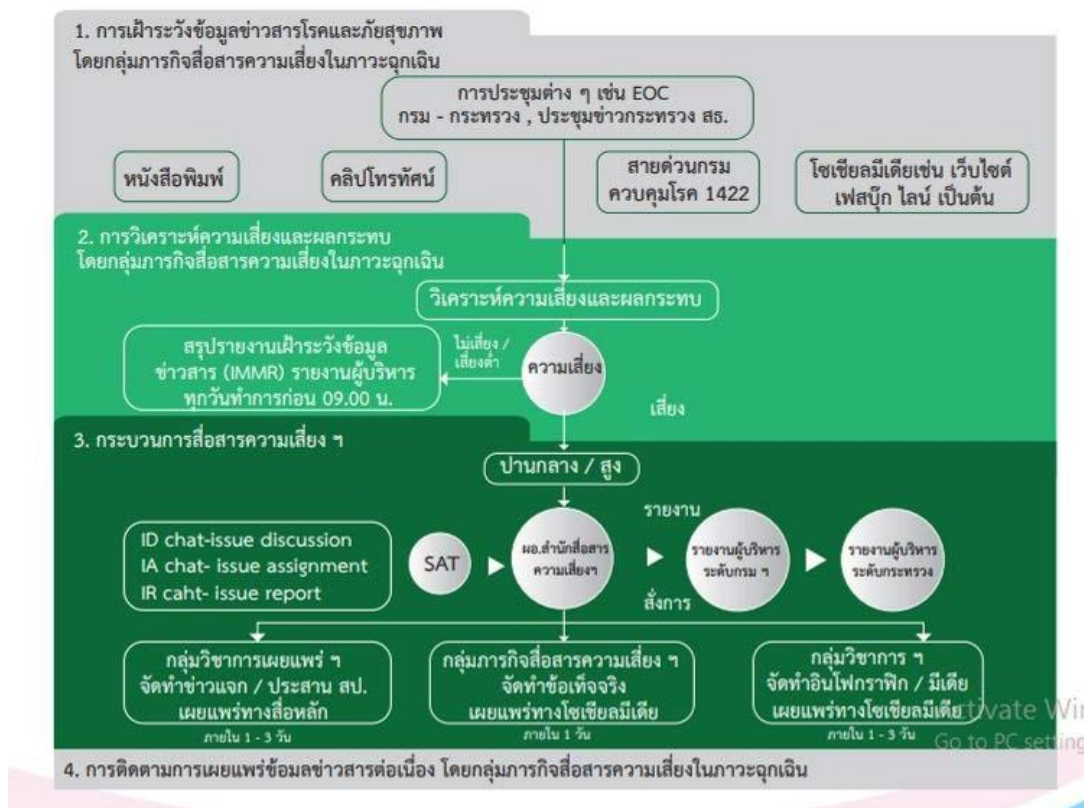 1. การเฝ้าระวังข้อมูลข่าวสารโรคและภัยสุขภาพ
โดยกลุ่มภารกิจสื่อสารความเสี่ยงในภาวะฉุกเฉิน
การประชุมต่าง ๆ เช่น EOC
กรม - กระทรวง , ประชุมข่าวกระทรวง สธ.
หนังสือพิมพ์
คลิปโทรทัศน์
สายด่วนกรม
ควบคุมโรค 1422
โซเชียลมีเดียเช่น เว็บไซต์
เฟสบุ๊ก ไลน์ เป็นต้น
2. การวิเคราะห์ความเสี่ยงและผลกระทบ
โดยกลุ่มภารกิจสื่อสารความเสี่ยงในภาวะฉุกเฉิน
วิเคราะห์ความเสี่ยงและผลกระทบ
สรุปรายงานเฝ้าระวังข้อมูล
ข่าวสาร (IMMR) รายงานผู้บริหาร
ทุกวันทำการก่อน 09.00 น.
ไม่เสี่ยง /
เสี่ยงต่ำ
ความเสี่ยง
เสี่ยง
3. กระบวนการสื่อสารความเสี่ยง ฯ
ปานกลาง / สูง
ID chat-issue discussion
IA chat- issue assignment
IR caht- issue report
SAT
ผอ.สำนักสื่อสาร
ความเสี่ยงฯ
รายงาน
สั่งการ
รายงานผู้บริหาร
ระดับกรม ฯ
รายงานผู้บริหาร
ระดับกระทรวง
กลุ่มวิชาการเผยแพร่ ฯ
จัดทำข่าวแจก / ประสาน สป.
เผยแพร่ทางสื่อหลัก
ภายใน 1 - 3 วัน
กลุ่มภารกิจสื่อสารความเสี่ยง ฯ
จัดทำข้อเท็จจริง
เผยแพร่ทางโซเชียลมีเดีย
ภายใน 1 วัน
กลุ่มวิชาการ ฯ
จัดทำอินโฟกราฟิก / มีเดีย
เผยแพร่ทางโซเชียลมีเดีย
ภายใน 1 - 3 วัน
Activate Win
Go to PC setting
4. การติดตามการเผยแพร่ข้อมูลข่าวสารต่อเนื่อง โดยกลุ่มภารกิจสื่อสารความเสี่ยงในภาวะฉุกเฉิน